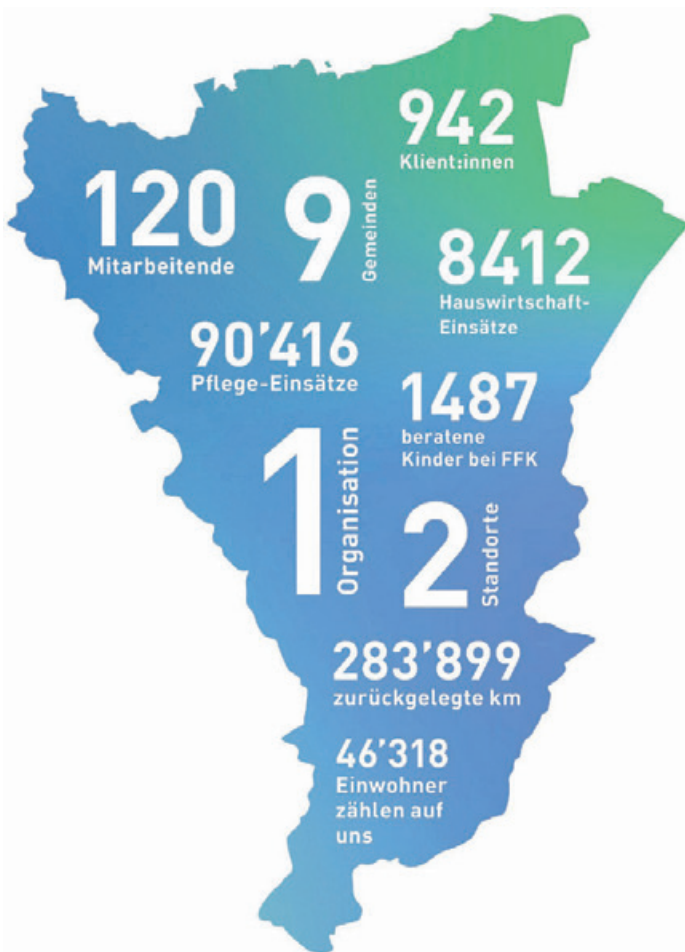 942
Klient:innen
120
Mitarbeitende
9
Gemeinden
8412
Hauswirtschaft-
Einsätze
90’416
Pflege-Einsätze
1487
beratene
Kinder bei FFK
1
Organisation
2
Standorte
283’899
zurückgelegte km
46’318
Einwohner
zählen auf
uns